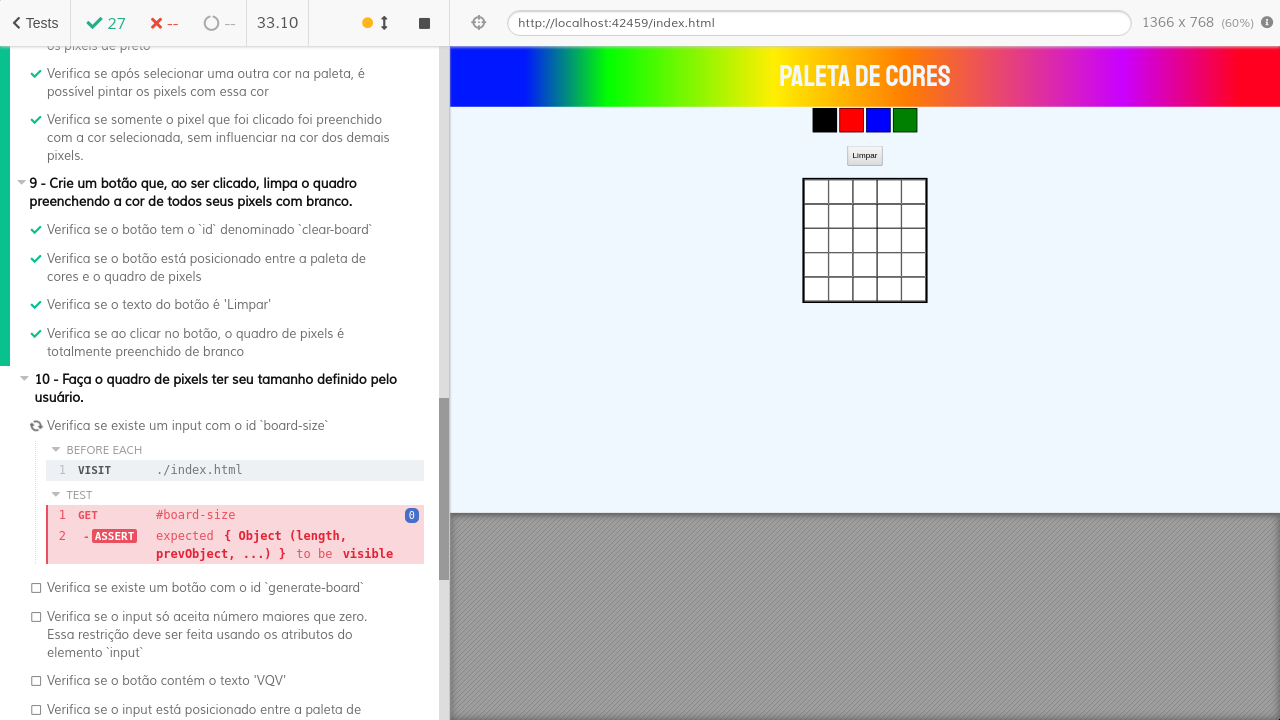 Tests
27
--
--
33.10
http://localhost:42459/index.html
1366 x 768 (60%)
os pixels de preto
Verifica se após selecionar uma outra cor na paleta, é
possível pintar os pixels com essa cor
Verifica se somente o pixel que foi clicado foi preenchido
com a cor selecionada, sem influenciar na cor dos demais
pixels.
9 - Crie um botão que, ao ser clicado, limpa o quadro
preenchendo a cor de todos seus pixels com branco.
Verifica se o botão tem o `id` denominado `clear-board`
Verifica se o botão está posicionado entre a paleta de
cores e o quadro de pixels
Verifica se o texto do botão é 'Limpar'
Verifica se ao clicar no botão, o quadro de pixels é
totalmente preenchido de branco
10 - Faça o quadro de pixels ter seu tamanho definido pelo
usuário.
Verifica se existe um input com o id `board-size`
BEFORE EACH
1 VISIT ./index.html
TEST
1 GET #board-size 0
2 -ASSERT expected { Object (length,
prevObject, ...) } to be visible
Verifica se existe um botão com o id `generate-board`
Verifica se o input só aceita número maiores que zero.
Essa restrição deve ser feita usando os atributos do
elemento `input`
Verifica se o botão contém o texto 'VQV'
Verifica se o input está posicionado entre a paleta de
PALETA DE CORES
Limpar